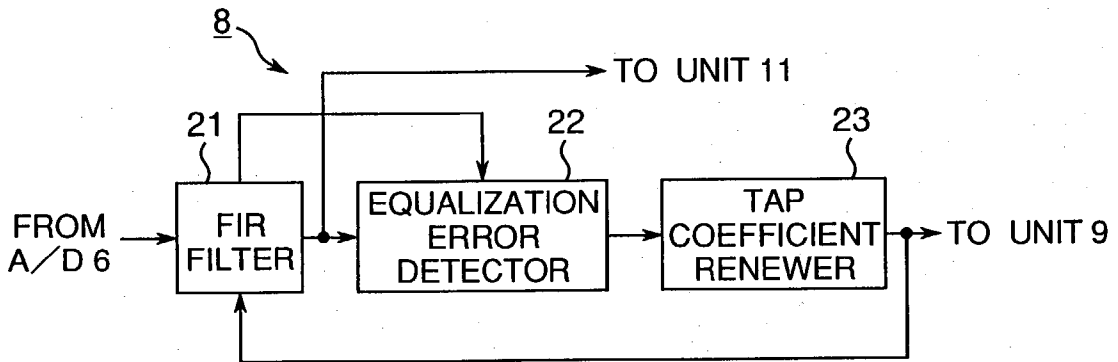 8
TO UNIT 11
21
22
23
FROM
A/D 6
FIR
FILTER
EQUALIZATION
ERROR
DETECTOR
TAP
COEFFICIENT
RENEWER
TO UNIT 9